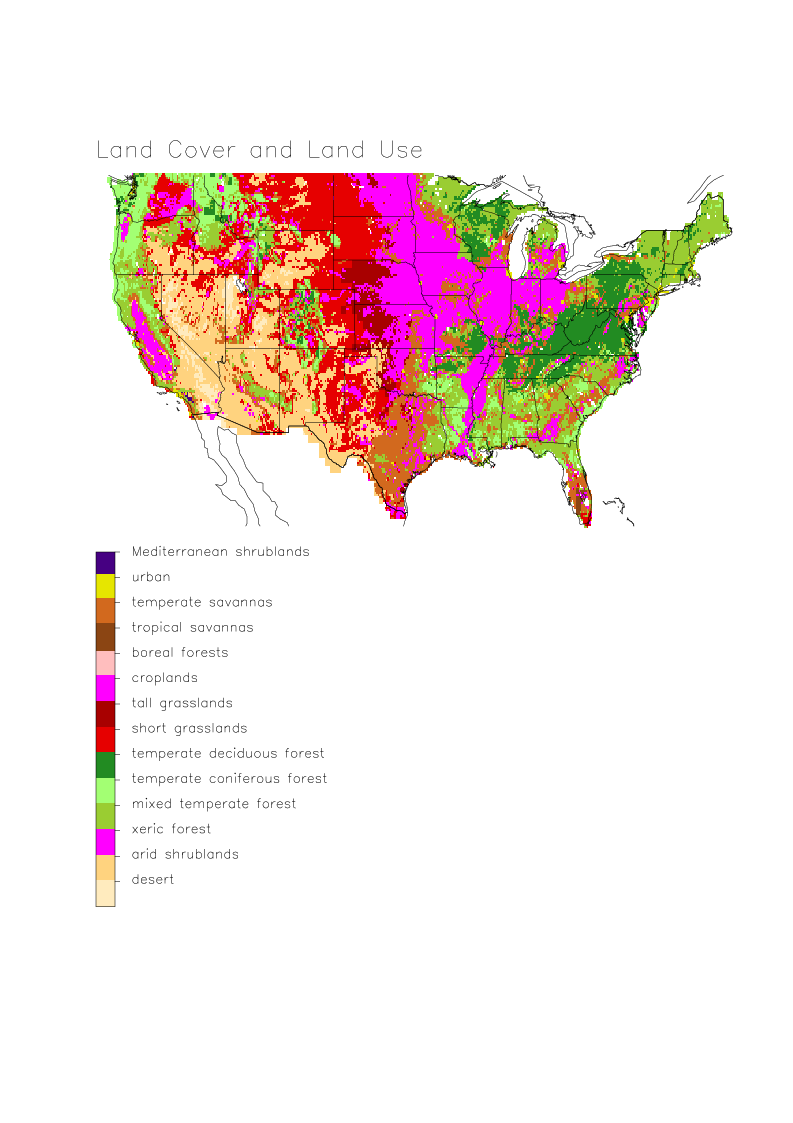 Land Cover and Land Use
Mediterranean shrublands
urban
temperate savannas
tropical savannas
boreal forests
croplands
tall grasslands
short grasslands
temperate deciduous forest
temperate coniferous forest
mixed temperate forest
xeric forest
arid shrublands
desert